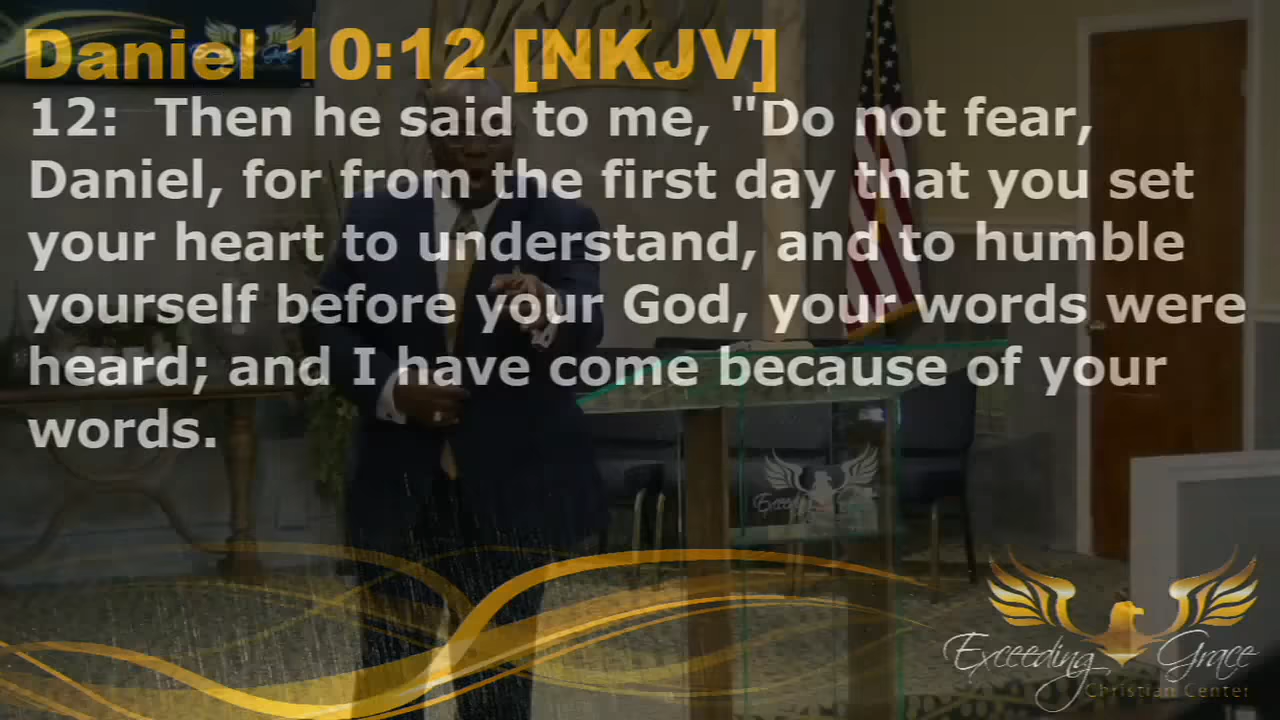 Daniel 10:12 [NKJV]
12: Then he said to me, "Do not fear,
Daniel, for from the first day that you set
your heart to understand, and to humble
yourself before your God, your words were
heard; and I have come because of your
words.
Exceeding Grace
Exceeding Grace
Christian Center